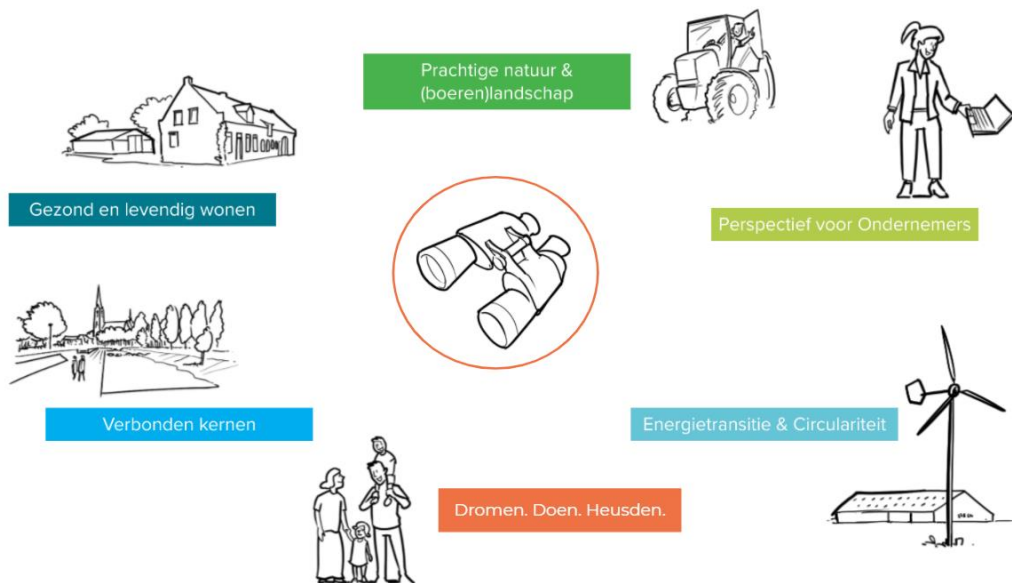 Prachtige natuur &
(boeren)landschap
Gezond en levendig wonen
Perspectief voor Ondernemers
Verbonden kernen
Energietransitie & Circulariteit
Dromen. Doen. Heusden.